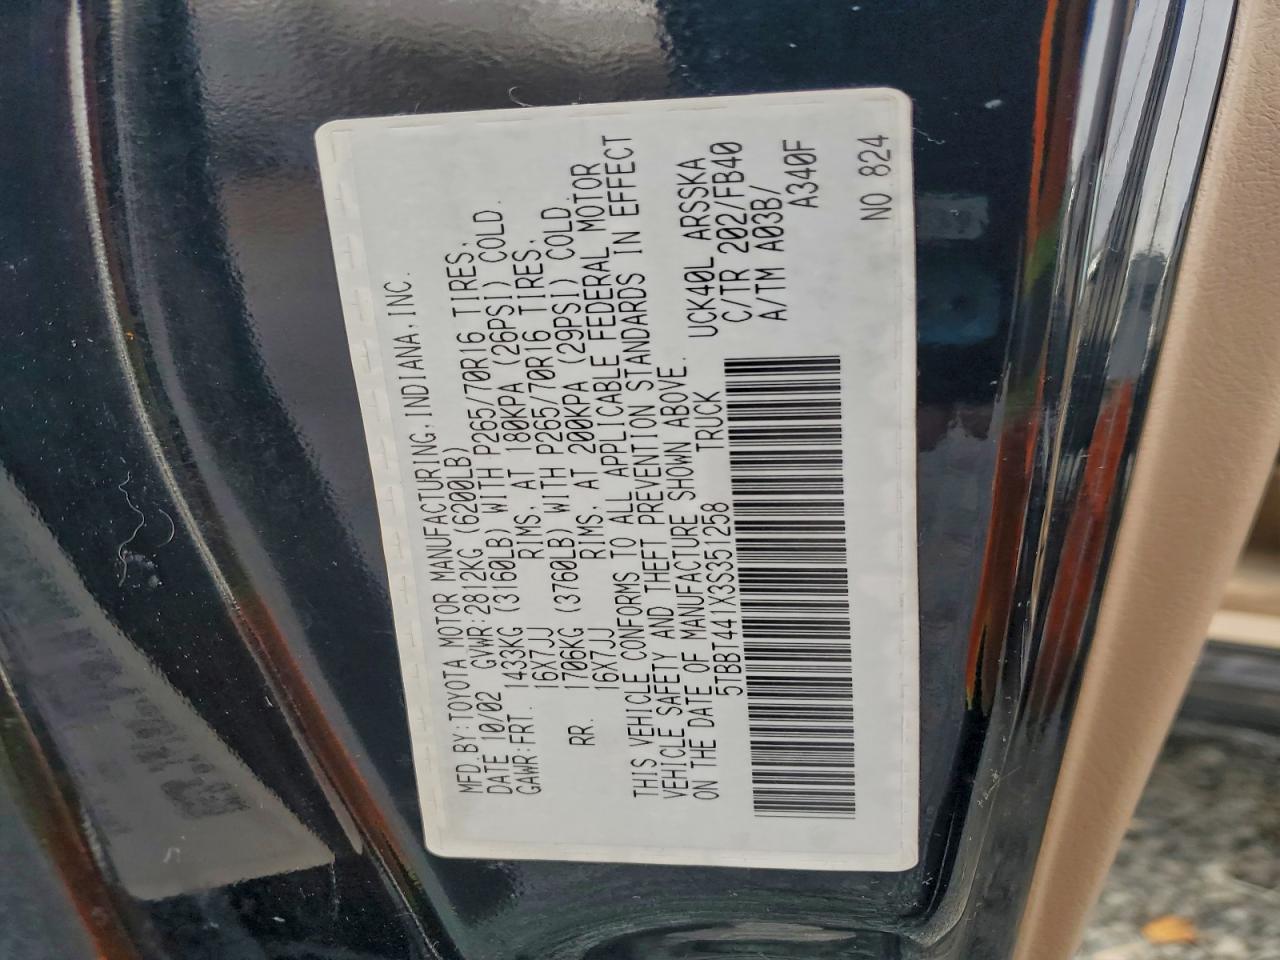 MFD.BY:TOYOTA MOTOR MANUFACTURING,INDIANA,INC.
DATE 10/02 GVWR:2812KG (6200LB)
GAWR:FRT. 1433KG (3160LB) WITH P265/70R16 TIRES,
16X7JJ RIMS, AT 180KPA (26PSI) COLD.
RR. 1706KG (3760LB) WITH P265/70R16 TIRES,
16X7JJ RIMS, AT 200KPA (29PSI) COLD.
THIS VEHICLE CONFORMS TO ALL APPLICABLE FEDERAL MOTOR
VEHICLE SAFETY AND THEFT PREVENTION STANDARDS IN EFFECT
ON THE DATE OF MANUFACTURE SHOWN ABOVE.
5TBBT441X3S351258 TRUCK
UCK40L ARSSKA
C/TR 202/FB40
A/TM A03B/
A340F
NO 824